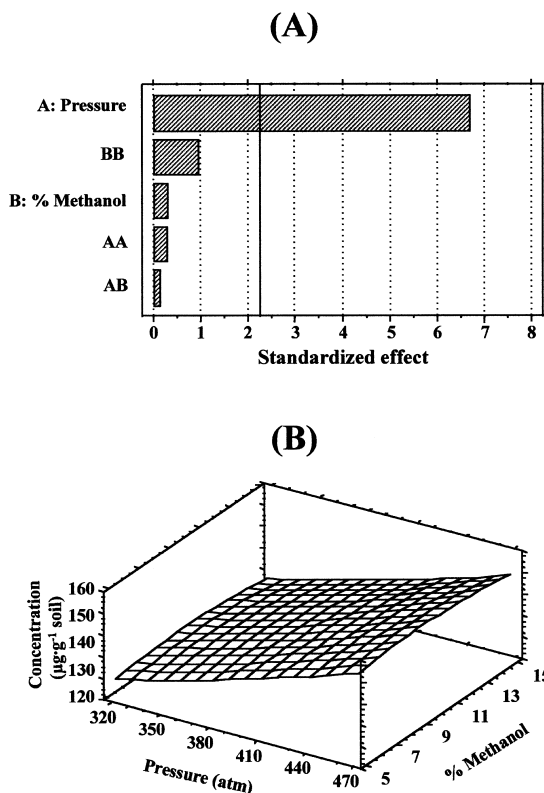 (A)
A: Pressure
BB
B: % Methanol
AA
AB
0 1 2 3 4 5 6 7 8
Standardized effect
(B)
Concentration
(µg·g⁻¹ soil)
160
150
140
130
120
320 350 380 410 440 470
Pressure (atm)
5 7 9 11 13 15
% Methanol